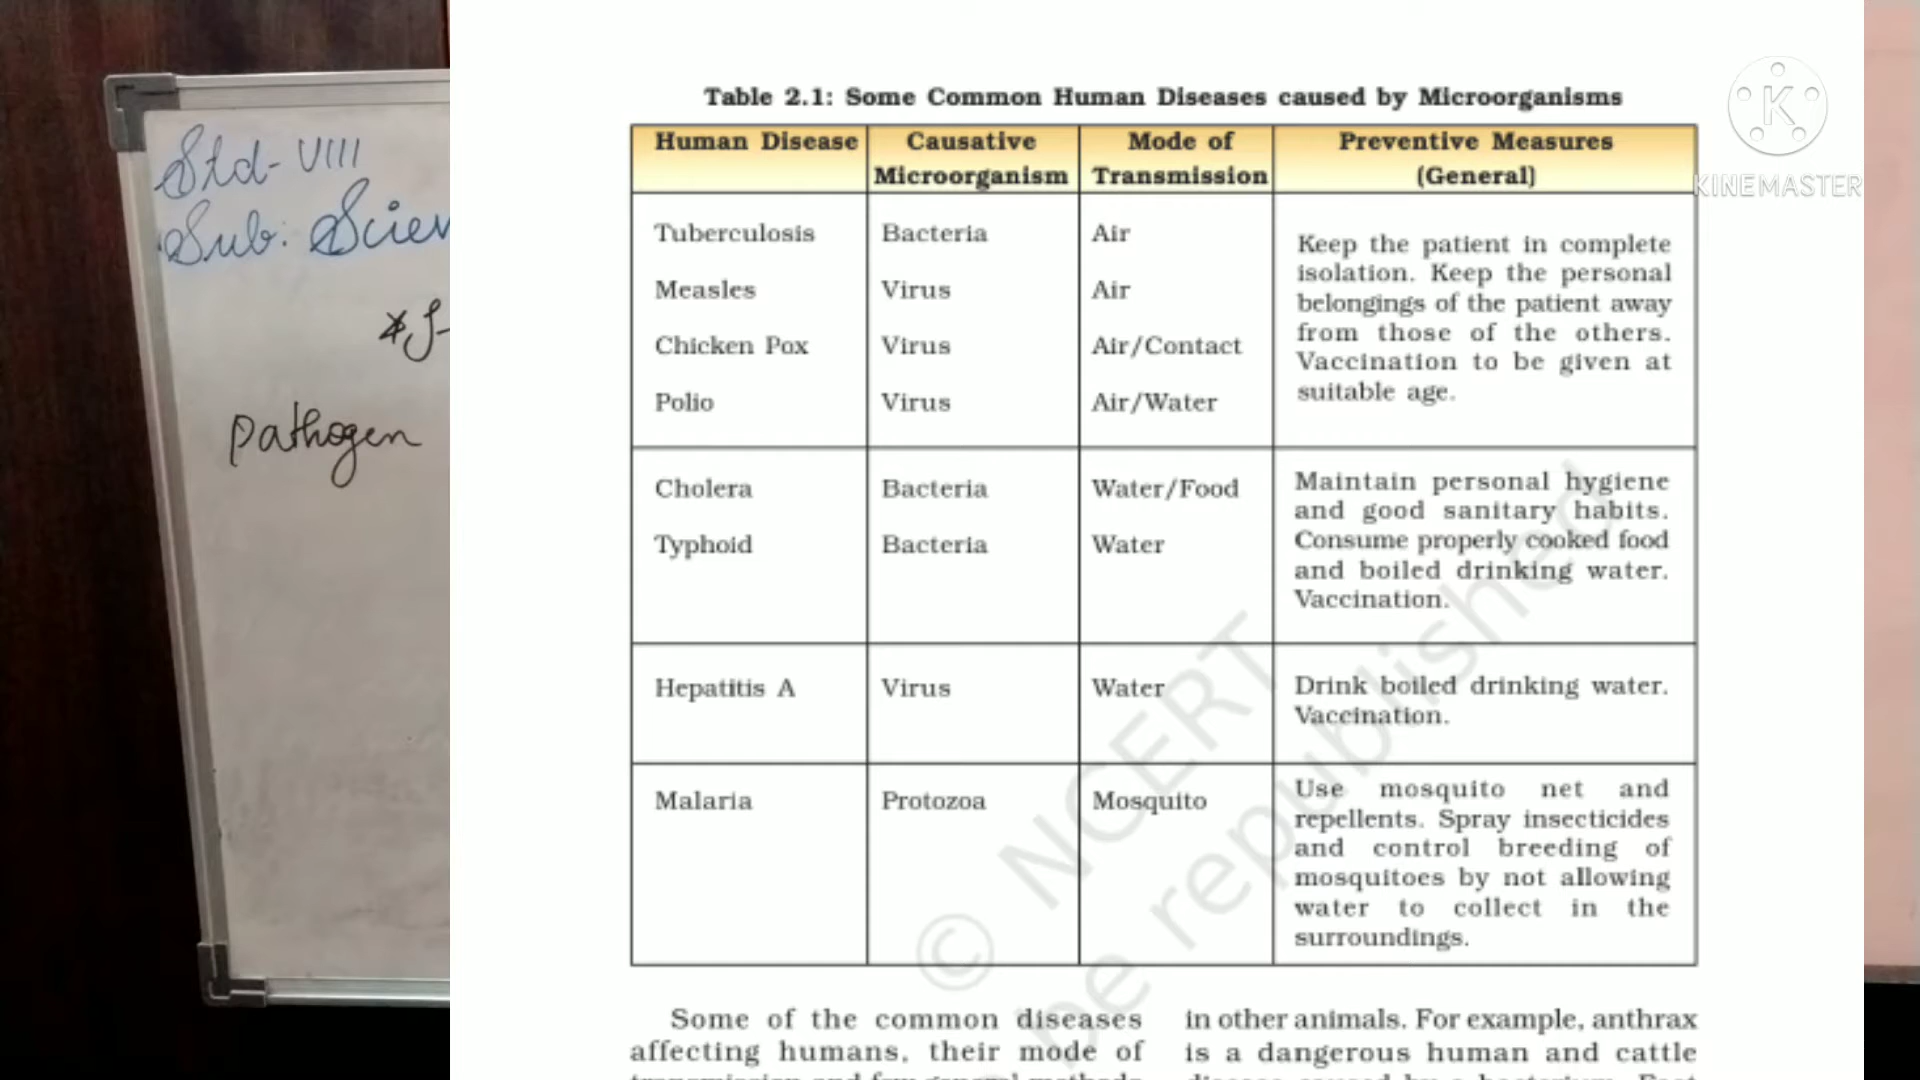 Std- VIII
Sub: Scien
Pathogen
Table 2.1: Some Common Human Diseases caused by Microorganisms
Human Disease
Causative Microorganism
Mode of Transmission
Preventive Measures (General)
Tuberculosis Bacteria Air
Measles Virus Air
Chicken Pox Virus Air/Contact
Polio Virus Air/Water
Keep the patient in complete
isolation. Keep the personal
belongings of the patient away
from those of the others.
Vaccination to be given at
suitable age.
Cholera Bacteria Water/Food
Typhoid Bacteria Water
Maintain personal hygiene
and good sanitary habits.
Consume properly cooked food
and boiled drinking water.
Vaccination.
Hepatitis A Virus Water
Drink boiled drinking water.
Vaccination.
Malaria Protozoa Mosquito
Use mosquito net and
repellents. Spray insecticides
and control breeding of
mosquitoes by not allowing
water to collect in the
surroundings.
Some of the common diseases
affecting humans, their mode of
in other animals. For example, anthrax
is a dangerous human and cattle
© NCERT
be republished
K
KINEMASTER